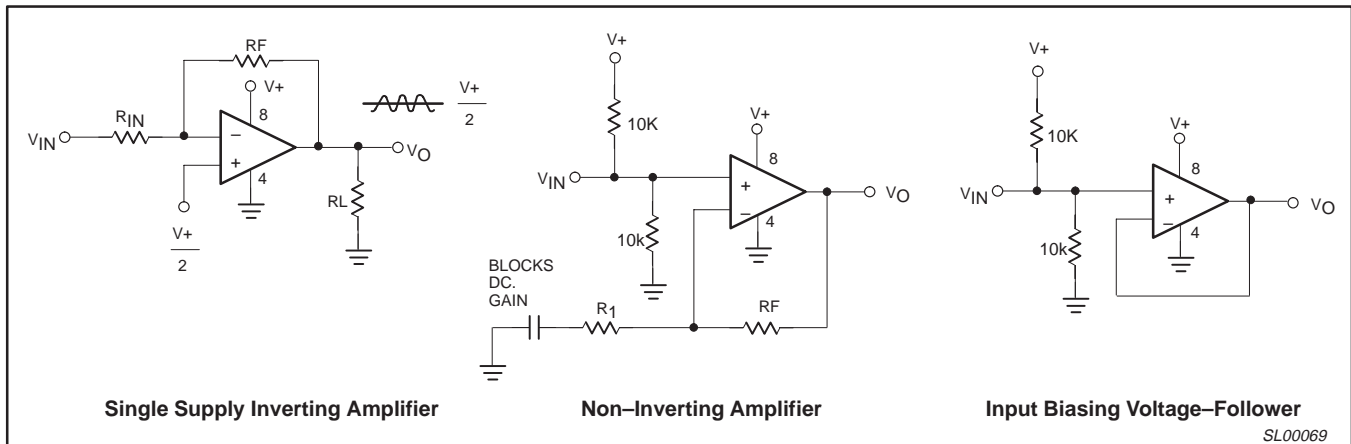 RF
V+
8
RIN
VIN
−
+
4
VO
RL
V+
2
V+
2
V+
10K
V+
8
VIN
+
−
4
VO
10k
BLOCKS
DC.
GAIN
R1
RF
V+
10K
V+
8
VIN
+
−
4
VO
10k
Single Supply Inverting Amplifier
Non–Inverting Amplifier
Input Biasing Voltage–Follower
SL00069